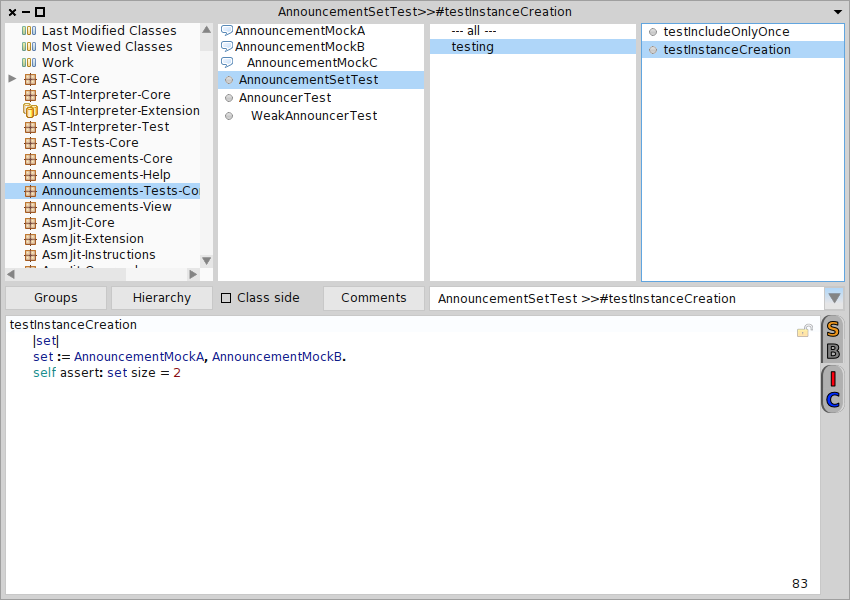 AnnouncementSetTest>>#testInstanceCreation
Last Modified Classes
Most Viewed Classes
Work
AST-Core
AST-Interpreter-Core
AST-Interpreter-Extension
AST-Interpreter-Test
AST-Tests-Core
Announcements-Core
Announcements-Help
Announcements-Tests-Co
Announcements-View
AsmJit-Core
AsmJit-Extension
AsmJit-Instructions
AnnouncementMockA
AnnouncementMockB
AnnouncementMockC
AnnouncementSetTest
AnnouncerTest
WeakAnnouncerTest
--- all ---
testing
testIncludeOnlyOnce
testInstanceCreation
Groups
Hierarchy
Class side
Comments
AnnouncementSetTest >>#testInstanceCreation
testInstanceCreation
|set|
set := AnnouncementMockA, AnnouncementMockB.
self assert: set size = 2
S
B
I
C
83